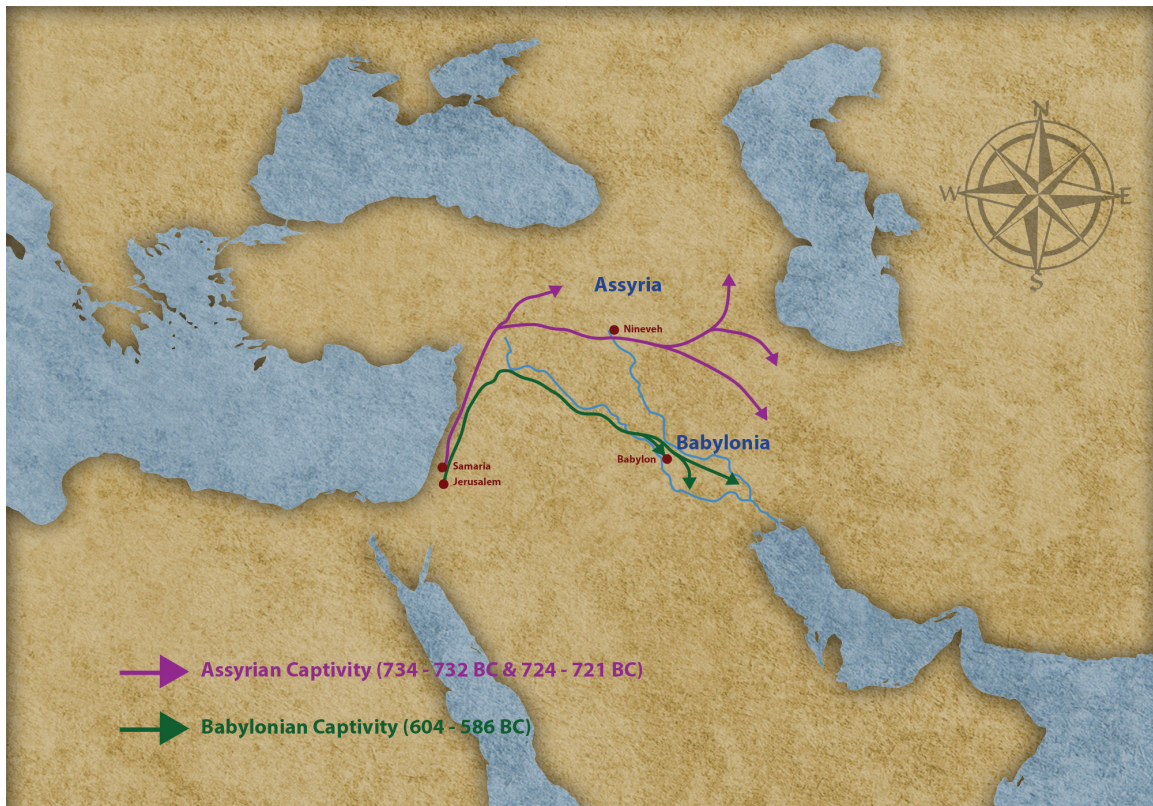 N
W
E
S
Assyria
Nineveh
Babylonia
Babylon
Samaria
Jerusalem
Assyrian Captivity (734 - 732 BC & 724 - 721 BC)
Babylonian Captivity (604 - 586 BC)